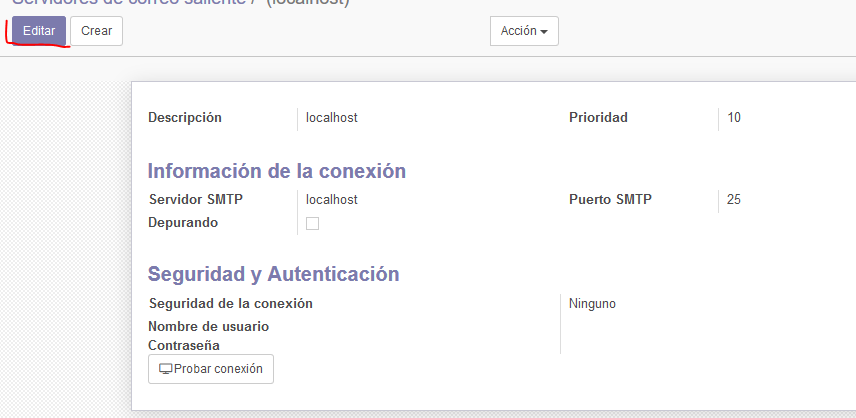 Servidores de correo saliente / (localhost)
Editar Crear Acción
Descripción localhost Prioridad 10
Información de la conexión
Servidor SMTP localhost Puerto SMTP 25
Depurando
Seguridad y Autenticación
Seguridad de la conexión Ninguno
Nombre de usuario
Contraseña
Probar conexión